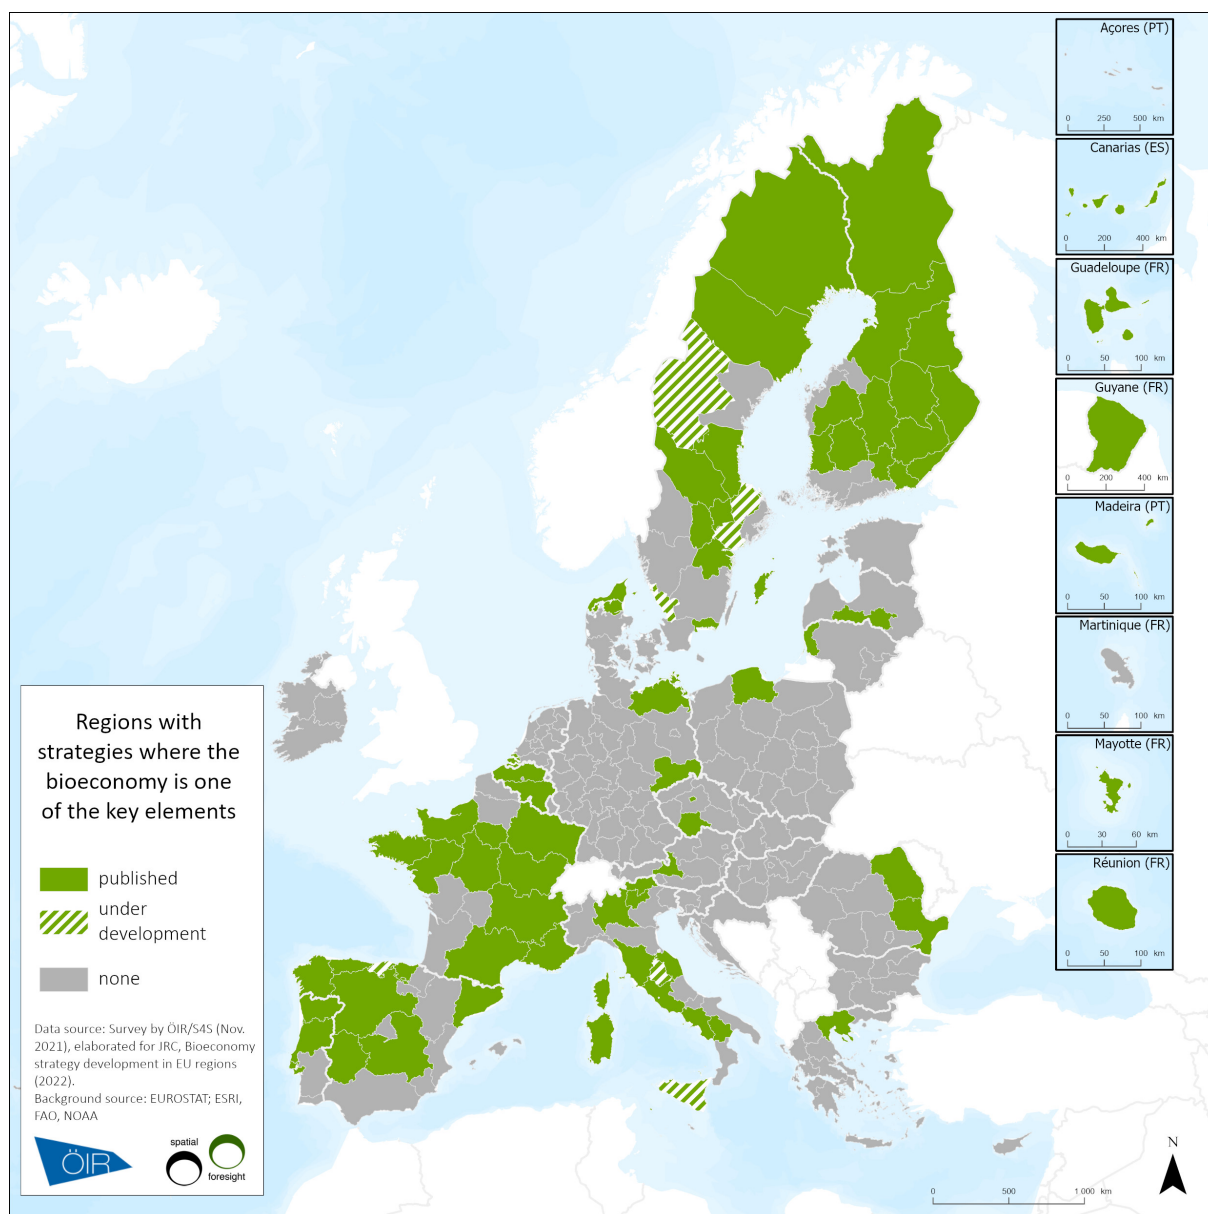 Regions with
strategies where the
bioeconomy is one
of the key elements
published
under
development
none
Data source: Survey by ÖIR/S4S (Nov.
2021), elaborated for JRC, Bioeconomy
strategy development in EU regions
(2022).
Background source: EUROSTAT; ESRI,
FAO, NOAA
ÖIR
spatial
foresight
Açores (PT)
0 250 500 km
Canarias (ES)
0 200 400 km
Guadeloupe (FR)
0 50 100 km
Guyane (FR)
0 200 400 km
Madeira (PT)
0 50 100 km
Martinique (FR)
0 50 100 km
Mayotte (FR)
0 30 60 km
Réunion (FR)
0 50 100 km
N
0 500 1 000 km